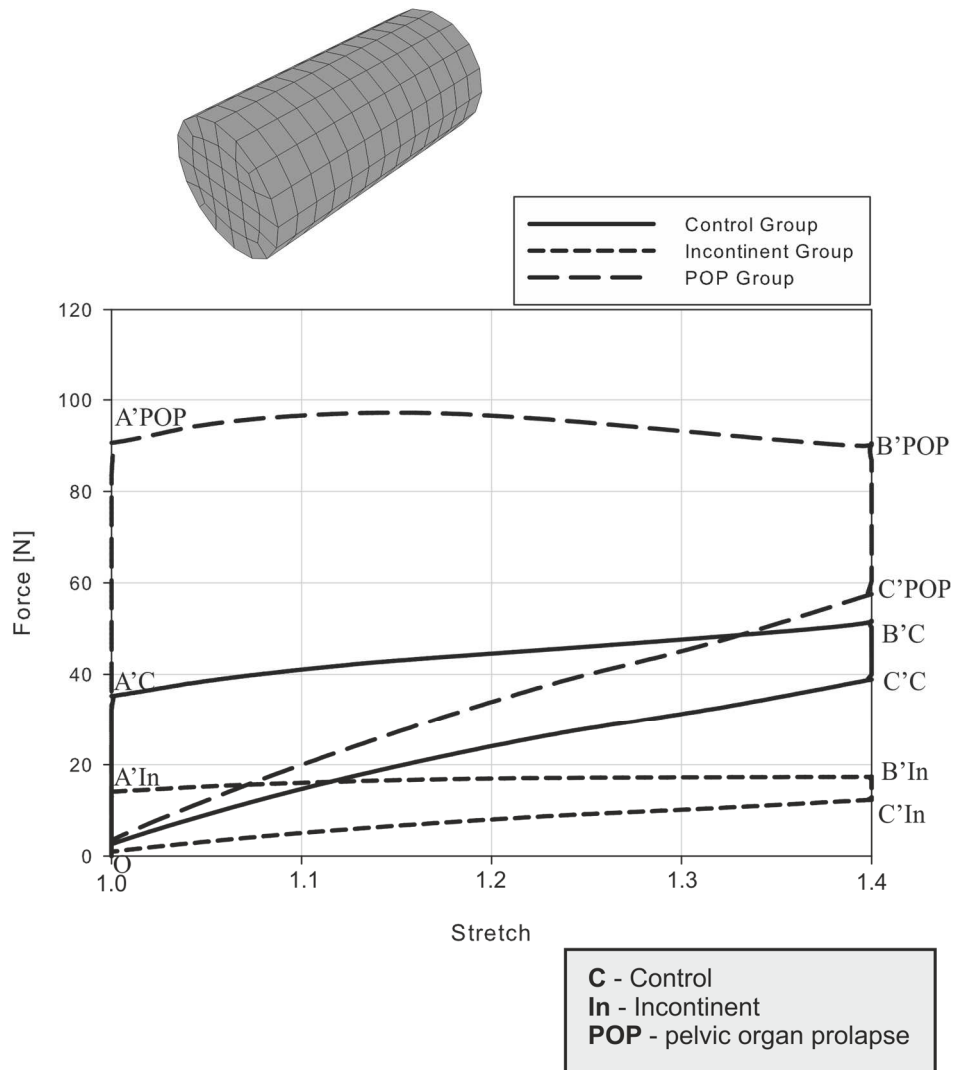 Control Group
Incontinent Group
POP Group
120
100
80
60
40
20
0
Force [N]
A’POP
B’POP
C’POP
A’C
B’C
C’C
A’In
B’In
C’In
O
1.0
1.1
1.2
1.3
1.4
Stretch
C - Control
In - Incontinent
POP - pelvic organ prolapse